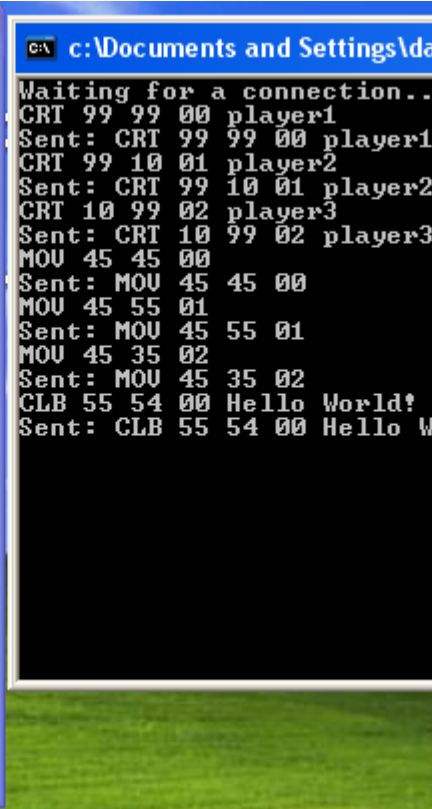 c:\Documents and Settings\da
Waiting for a connection..
CRT 99 99 00 player1
Sent: CRT 99 99 00 player1
CRT 99 10 01 player2
Sent: CRT 99 10 01 player2
CRT 10 99 02 player3
Sent: CRT 10 99 02 player3
MOV 45 45 00
Sent: MOV 45 45 00
MOV 45 55 01
Sent: MOV 45 55 01
MOV 45 35 02
Sent: MOV 45 35 02
CLB 55 54 00 Hello World!
Sent: CLB 55 54 00 Hello W